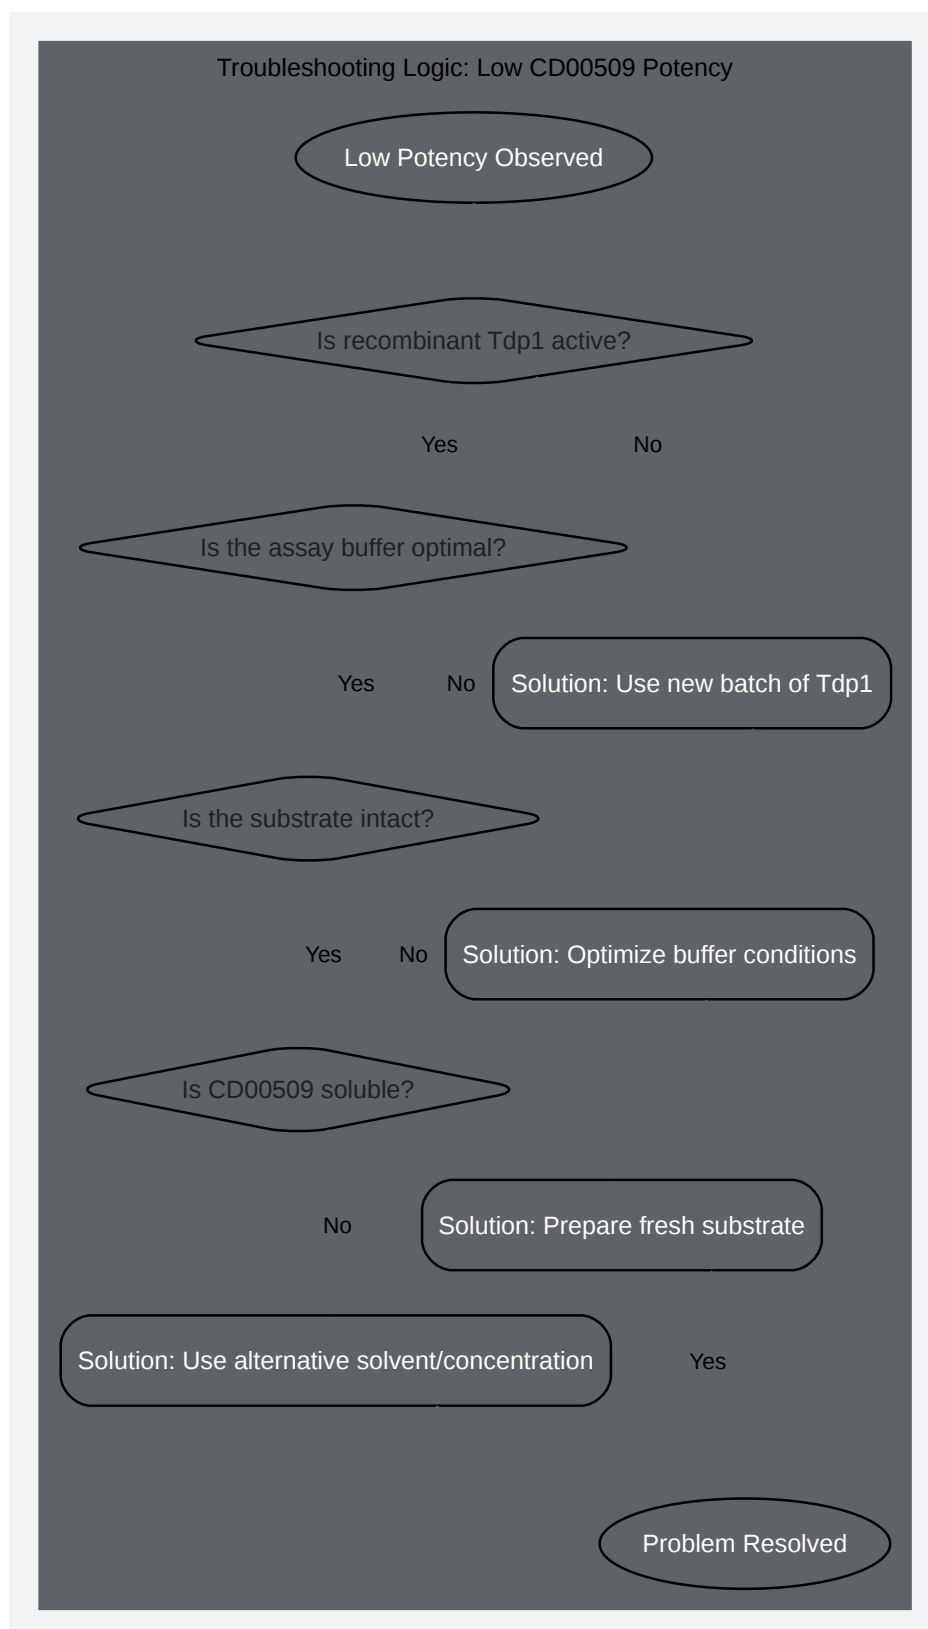 Troubleshooting Logic: Low CD00509 Potency
Low Potency Observed
Is recombinant Tdp1 active?
Yes
No
Is the assay buffer optimal?
Yes
No
Solution: Use new batch of Tdp1
Is the substrate intact?
Yes
No
Solution: Optimize buffer conditions
Is CD00509 soluble?
No
Solution: Prepare fresh substrate
Solution: Use alternative solvent/concentration
Yes
Problem Resolved